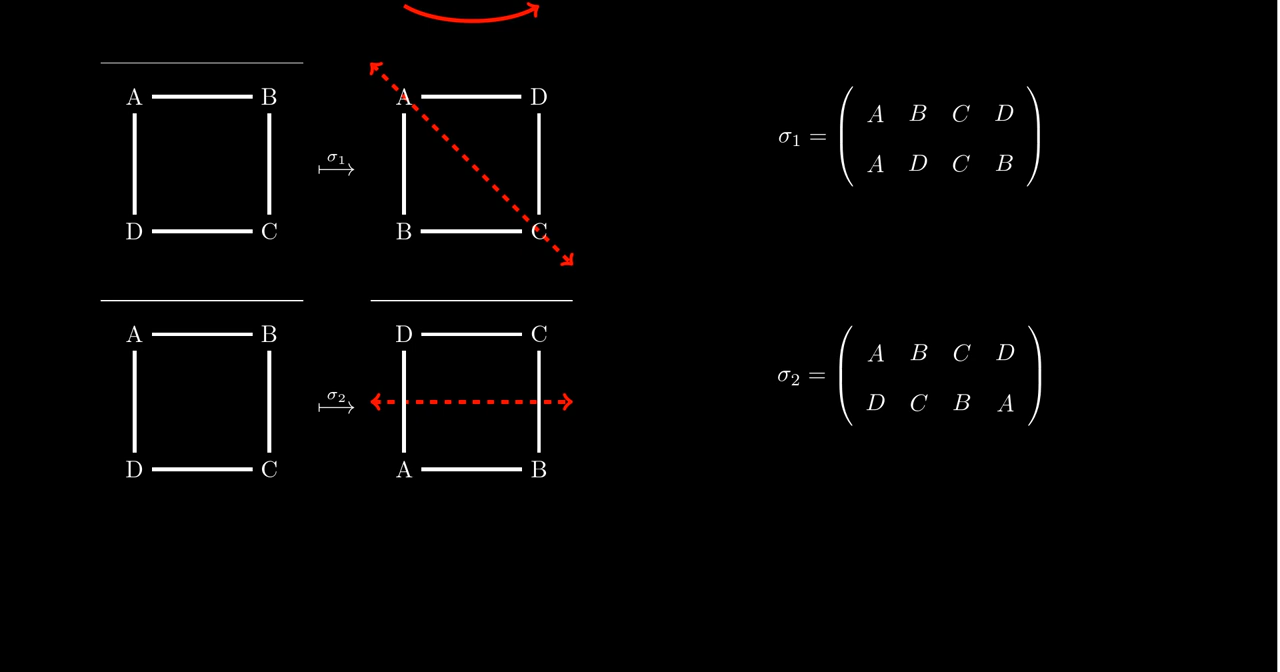 A B A D
σ₁ = ( A B C D
A D C B )
σ₁
↦
D C B C
A B D C
σ₂ = ( A B C D
D C B A )
σ₂
↦
D C A B